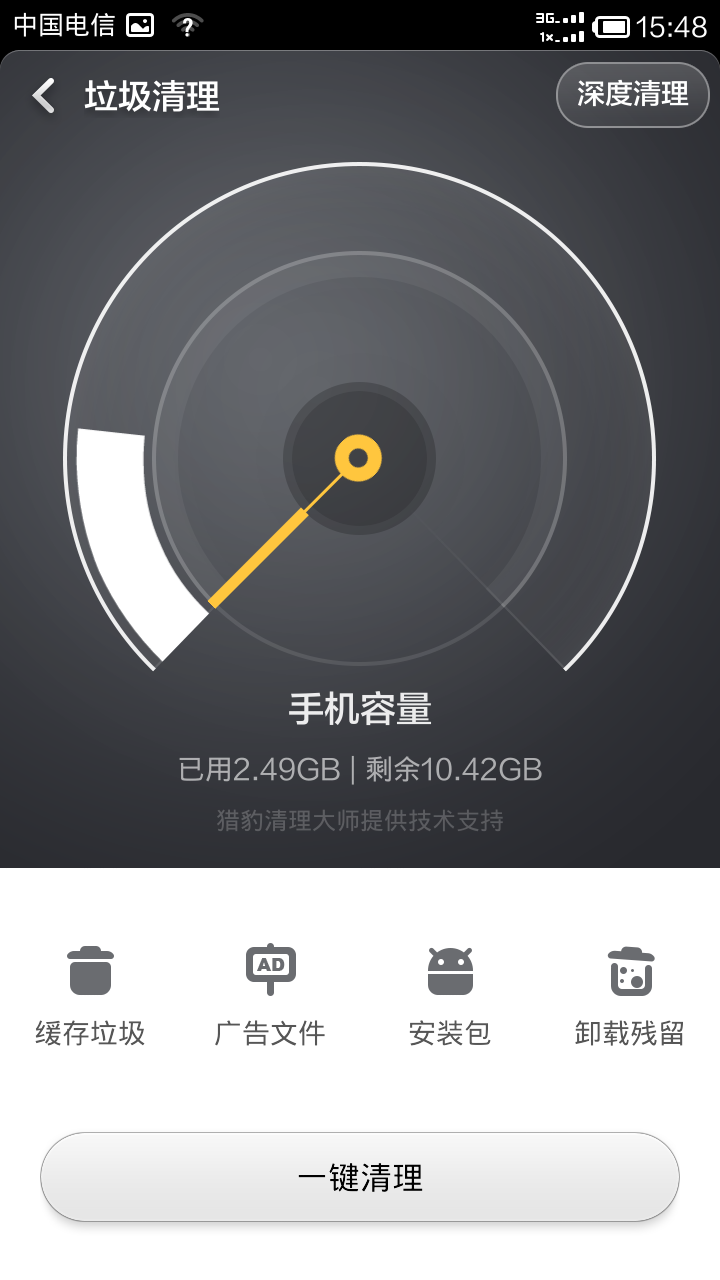 中国电信 3G 1× 15:48
垃圾清理 深度清理
手机容量
已用2.49GB | 剩余10.42GB
猎豹清理大师提供技术支持
AD
缓存垃圾 广告文件 安装包 卸载残留
一键清理